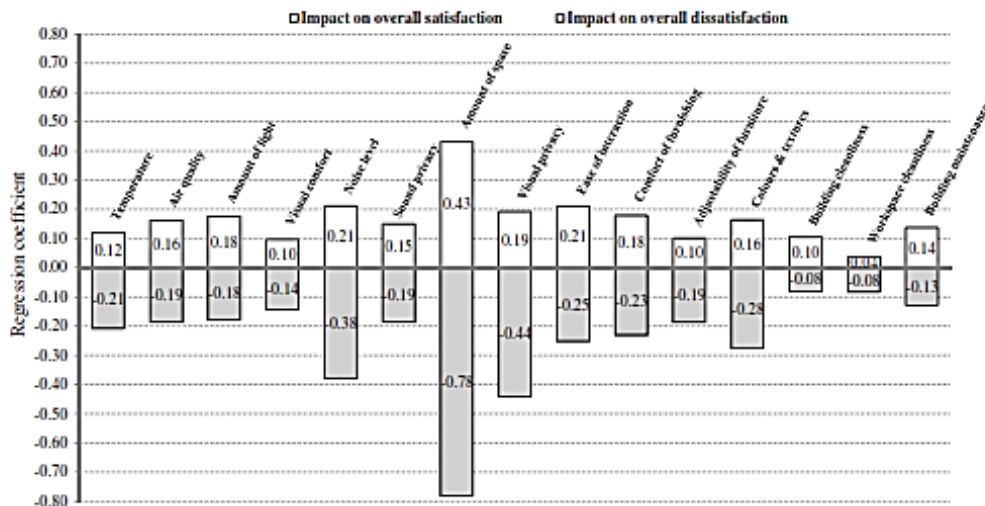 Impact on overall satisfaction
Impact on overall dissatisfaction
Regression coefficient
0.80
0.70
0.60
0.50
0.40
0.30
0.20
0.10
0.00
-0.10
-0.20
-0.30
-0.40
-0.50
-0.60
-0.70
-0.80
Temperature
Air quality
Amount of light
Visual comfort
Noise level
Sound privacy
Amount of space
Visual privacy
Ease of interaction
Comfort of furnishing
Adjustability of furniture
Colours & textures
Building cleanliness
Workspace cleanliness
Building maintenance
0.12
0.16
0.18
0.10
0.21
0.15
0.43
0.19
0.21
0.18
0.10
0.16
0.10
0.04
0.14
-0.21
-0.19
-0.18
-0.14
-0.38
-0.19
-0.78
-0.44
-0.25
-0.23
-0.19
-0.28
-0.08
-0.08
-0.13